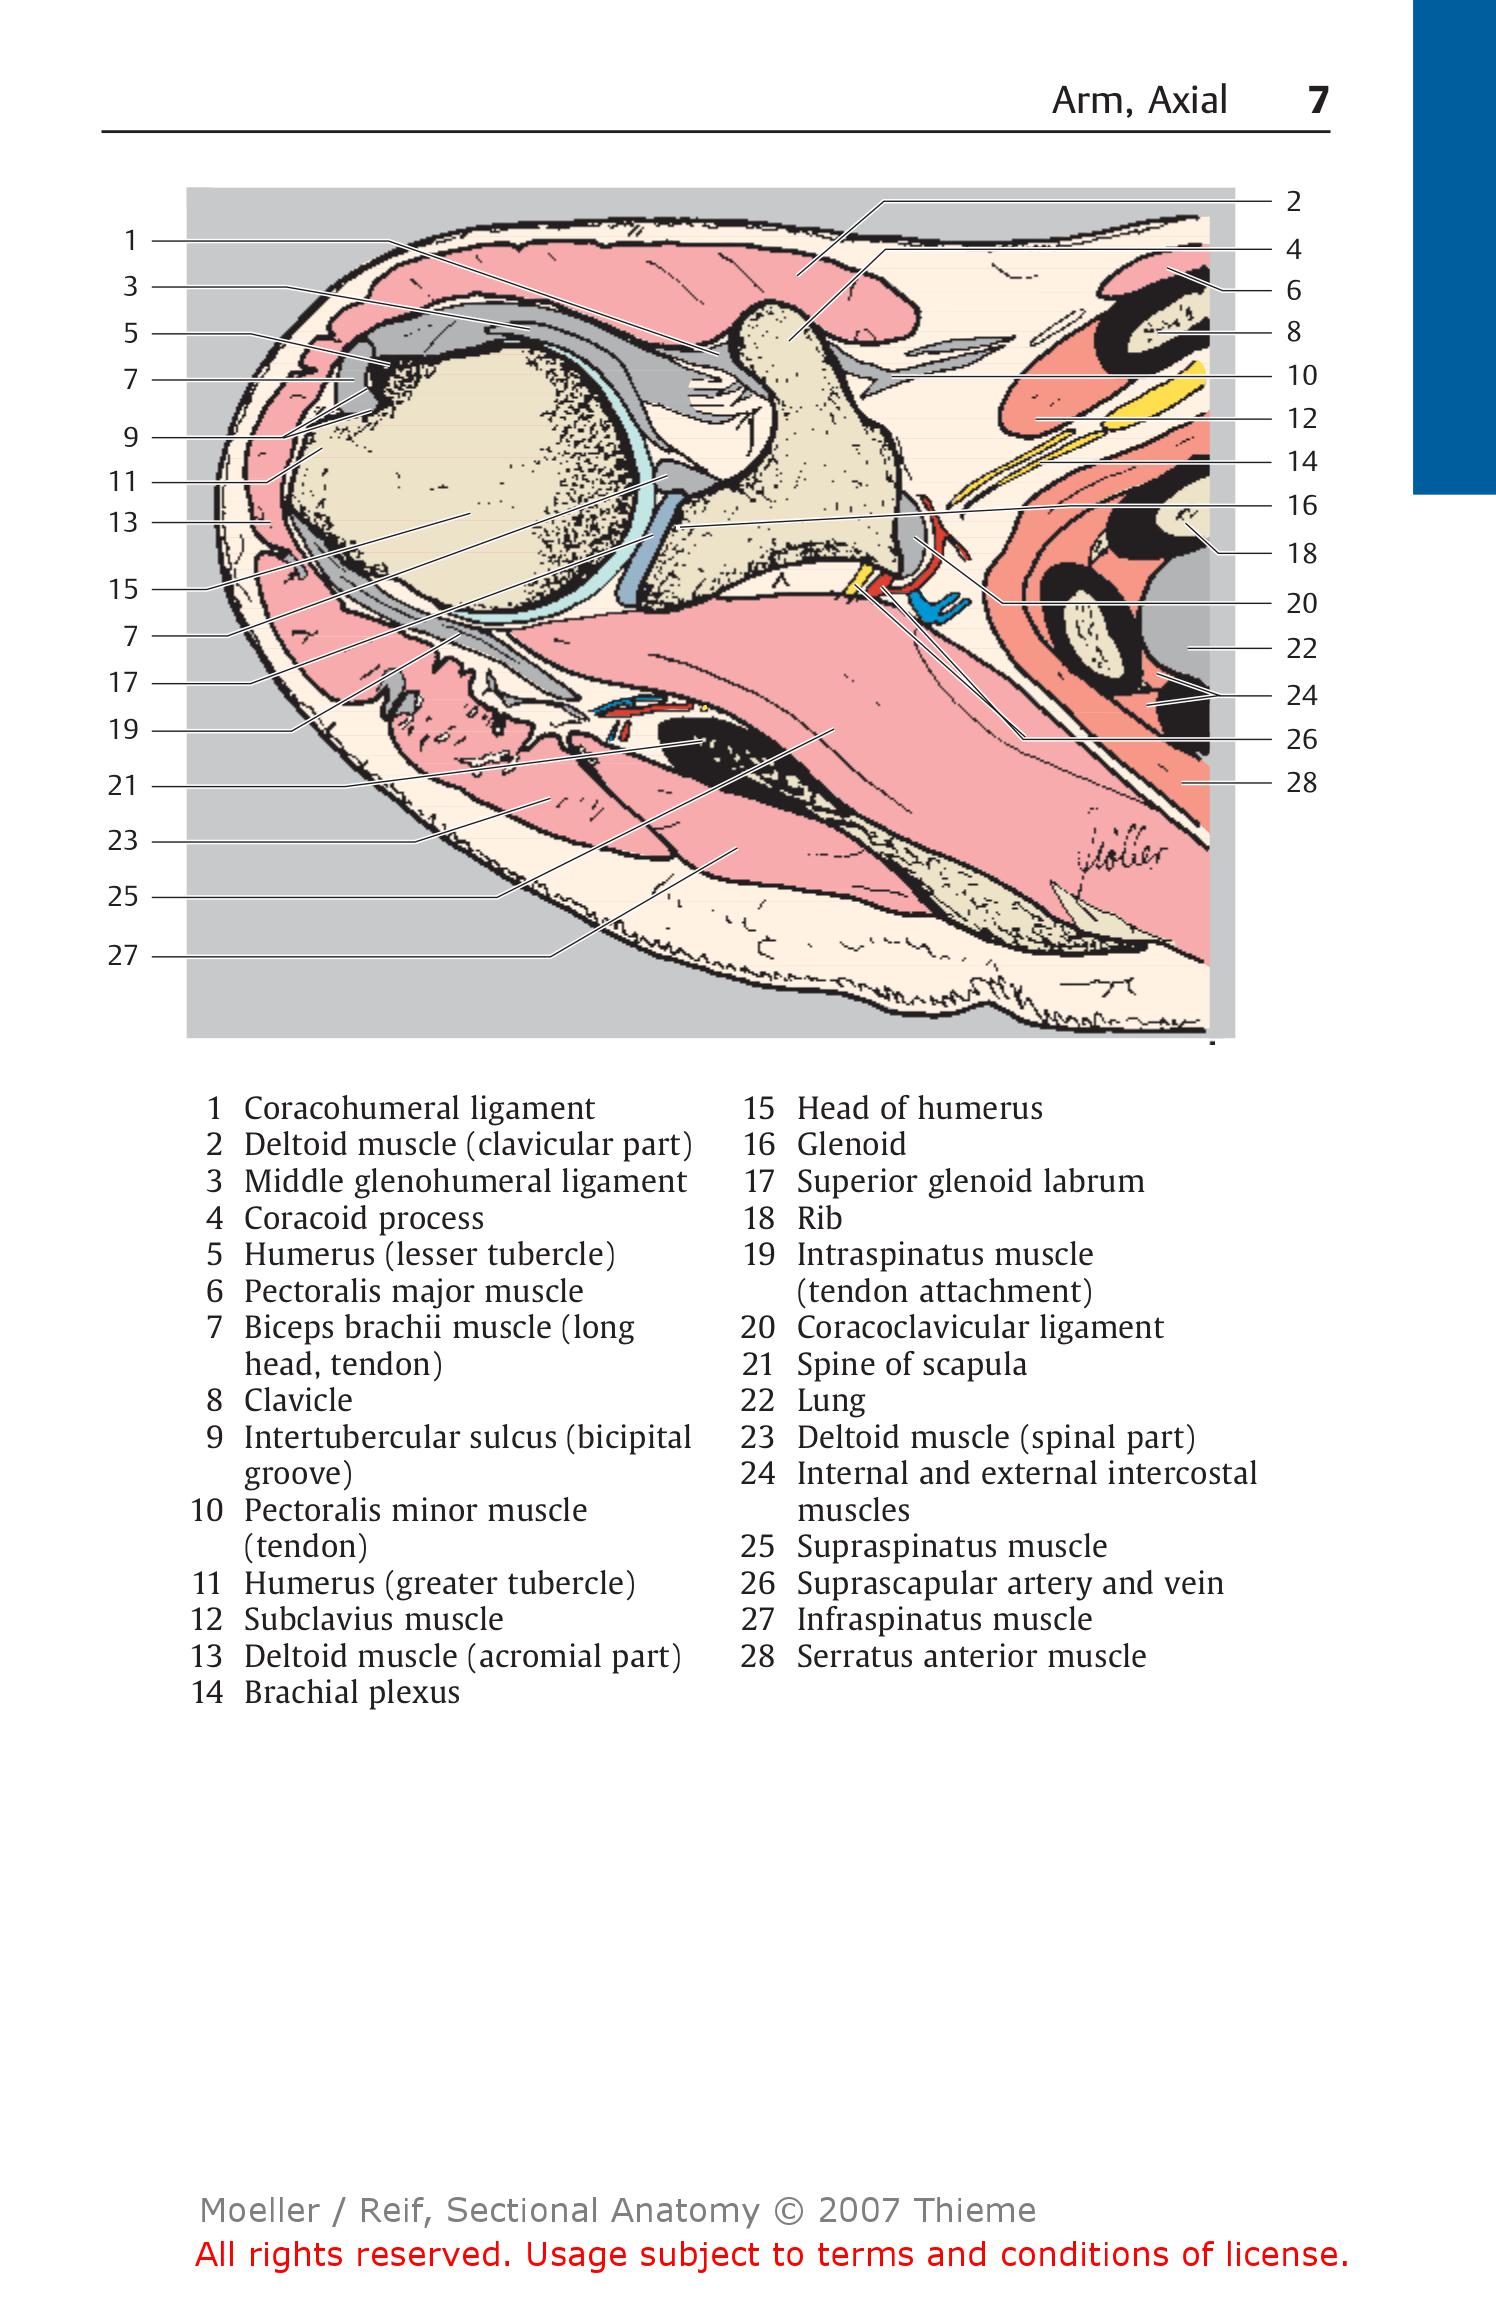 Arm, Axial 7
1
3
5
7
9
11
13
15
7
17
19
21
23
25
27
2
4
6
8
10
12
14
16
18
20
22
24
26
28
1 Coracohumeral ligament
2 Deltoid muscle (clavicular part)
3 Middle glenohumeral ligament
4 Coracoid process
5 Humerus (lesser tubercle)
6 Pectoralis major muscle
7 Biceps brachii muscle (long
head, tendon)
8 Clavicle
9 Intertubercular sulcus (bicipital
groove)
10 Pectoralis minor muscle
(tendon)
11 Humerus (greater tubercle)
12 Subclavius muscle
13 Deltoid muscle (acromial part)
14 Brachial plexus
15 Head of humerus
16 Glenoid
17 Superior glenoid labrum
18 Rib
19 Intraspinatus muscle
(tendon attachment)
20 Coracoclavicular ligament
21 Spine of scapula
22 Lung
23 Deltoid muscle (spinal part)
24 Internal and external intercostal
muscles
25 Supraspinatus muscle
26 Suprascapular artery and vein
27 Infraspinatus muscle
28 Serratus anterior muscle
Moeller / Reif, Sectional Anatomy © 2007 Thieme
All rights reserved. Usage subject to terms and conditions of license.